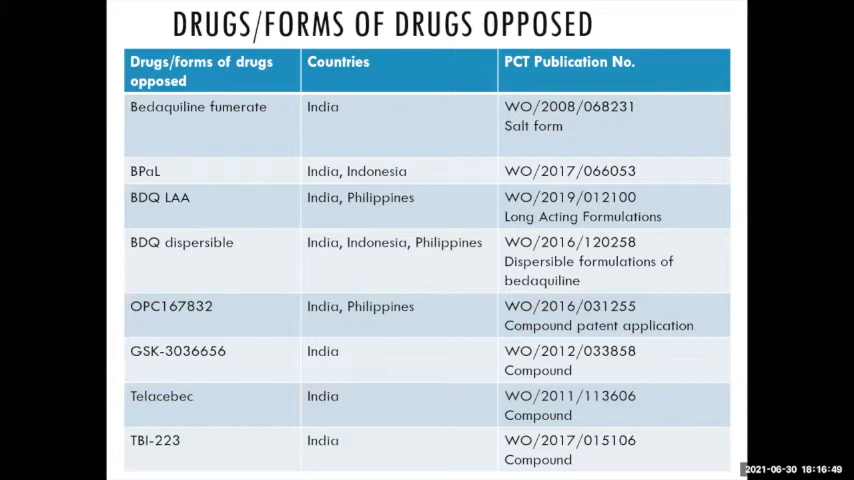 DRUGS/FORMS OF DRUGS OPPOSED
Drugs/forms of drugs opposed | Countries | PCT Publication No.
Bedaquiline fumerate | India | WO/2008/068231
Salt form
BPaL | India, Indonesia | WO/2017/066053
BDQ LAA | India, Philippines | WO/2019/012100
Long Acting Formulations
BDQ dispersible | India, Indonesia, Philippines | WO/2016/120258
Dispersible formulations of
bedaquiline
OPC167832 | India, Philippines | WO/2016/031255
Compound patent application
GSK-3036656 | India | WO/2012/033858
Compound
Telacebec | India | WO/2011/113606
Compound
TBI-223 | India | WO/2017/015106
Compound
2021-06-30 18:16:49